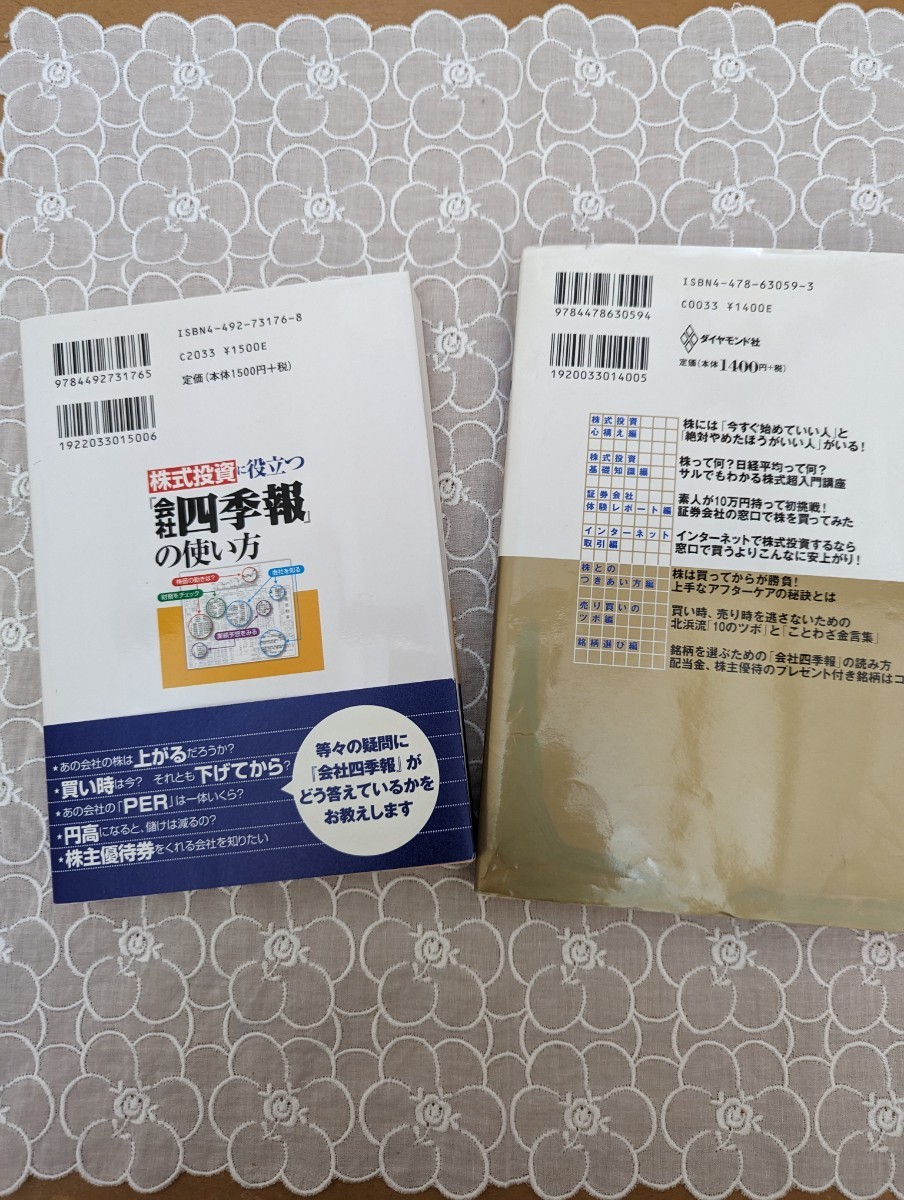 ISBN4-492-73176-8
C2033 ¥1500E
定価(本体1500円+税)
9784492731765
1922033015006
株式投資に役立つ
「会社四季報」
の使い方
株価の動きは?
会社を知る
財務をチェック
業績予想をみる
★あの会社の株は上がるだろうか?
★買い時は今? それとも下げてから?
★あの会社の「PER」は一体いくら?
★円高になると、儲けは減るの?
★株主優待券をくれる会社を知りたい
等々の疑問に
『会社四季報』が
どう答えているかを
お教えします
ISBN4-478-63059-3
C0033 ¥1400E
9784478630594
ダイヤモンド社
定価(本体1400円+税)
1920033014005
株式投資
心構え編
株には「今すぐ始めていい人」と
「絶対やめたほうがいい人」がいる!
株式投資
基礎知識編
株って何?日経平均って何?
サルでもわかる株式超入門講座
証券会社
体験レポート編
素人が10万円持って初挑戦!
証券会社の窓口で株を買ってみた
インターネット
取引編
インターネットで株式投資するなら
窓口で買うよりこんなに安上がり!
株との
つきあい方編
株は買ってからが勝負!
上手なアフターケアの秘訣とは
売り買いの
ツボ編
買い時、売り時を逃さないための
北浜流「10のツボ」と「ことわざ金言集」
銘柄選び編
銘柄を選ぶための「会社四季報」の読み方
配当金、株主優待のプレゼント付き銘柄はコ